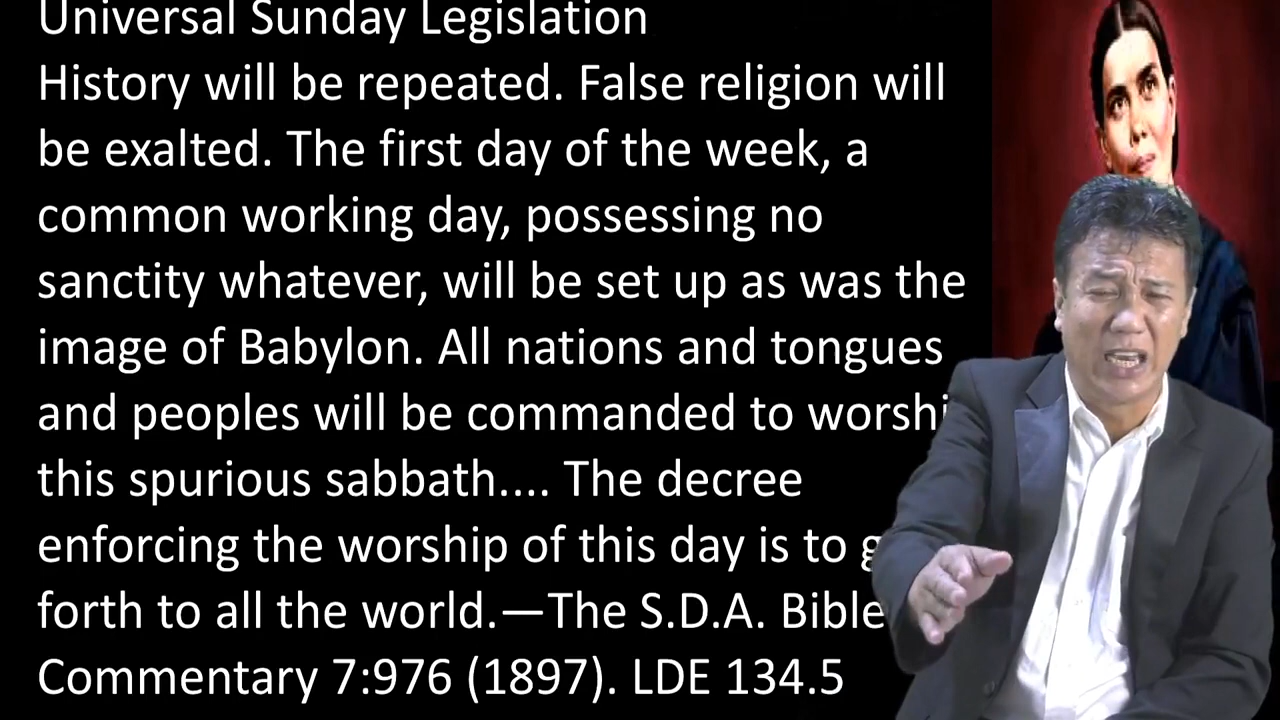 Universal Sunday Legislation
History will be repeated. False religion will
be exalted. The first day of the week, a
common working day, possessing no
sanctity whatever, will be set up as was the
image of Babylon. All nations and tongues
and peoples will be commanded to worshi
this spurious sabbath.... The decree
enforcing the worship of this day is to g
forth to all the world.—The S.D.A. Bible
Commentary 7:976 (1897). LDE 134.5